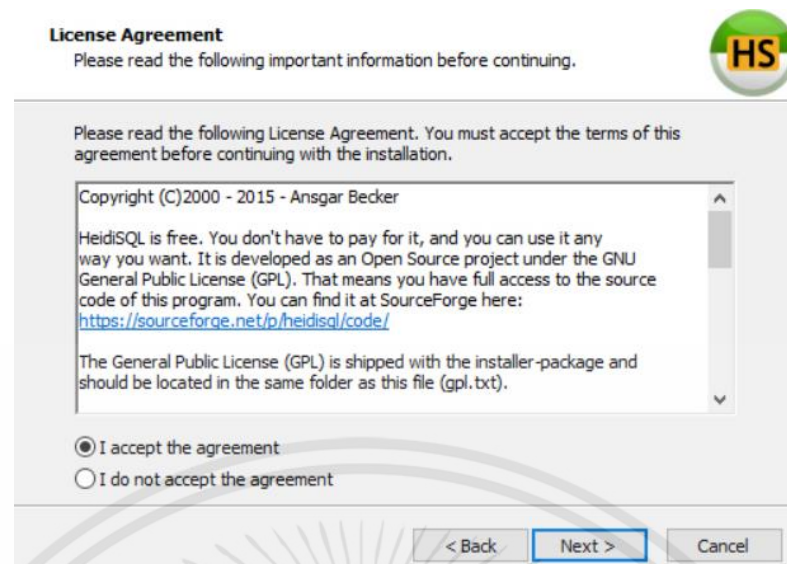 License Agreement
Please read the following important information before continuing.
HS
Please read the following License Agreement. You must accept the terms of this
agreement before continuing with the installation.
Copyright (C)2000 - 2015 - Ansgar Becker
HeidiSQL is free. You don't have to pay for it, and you can use it any
way you want. It is developed as an Open Source project under the GNU
General Public License (GPL). That means you have full access to the source
code of this program. You can find it at SourceForge here:
https://sourceforge.net/p/heidisql/code/
The General Public License (GPL) is shipped with the installer-package and
should be located in the same folder as this file (gpl.txt).
I accept the agreement
I do not accept the agreement
< Back Next > Cancel